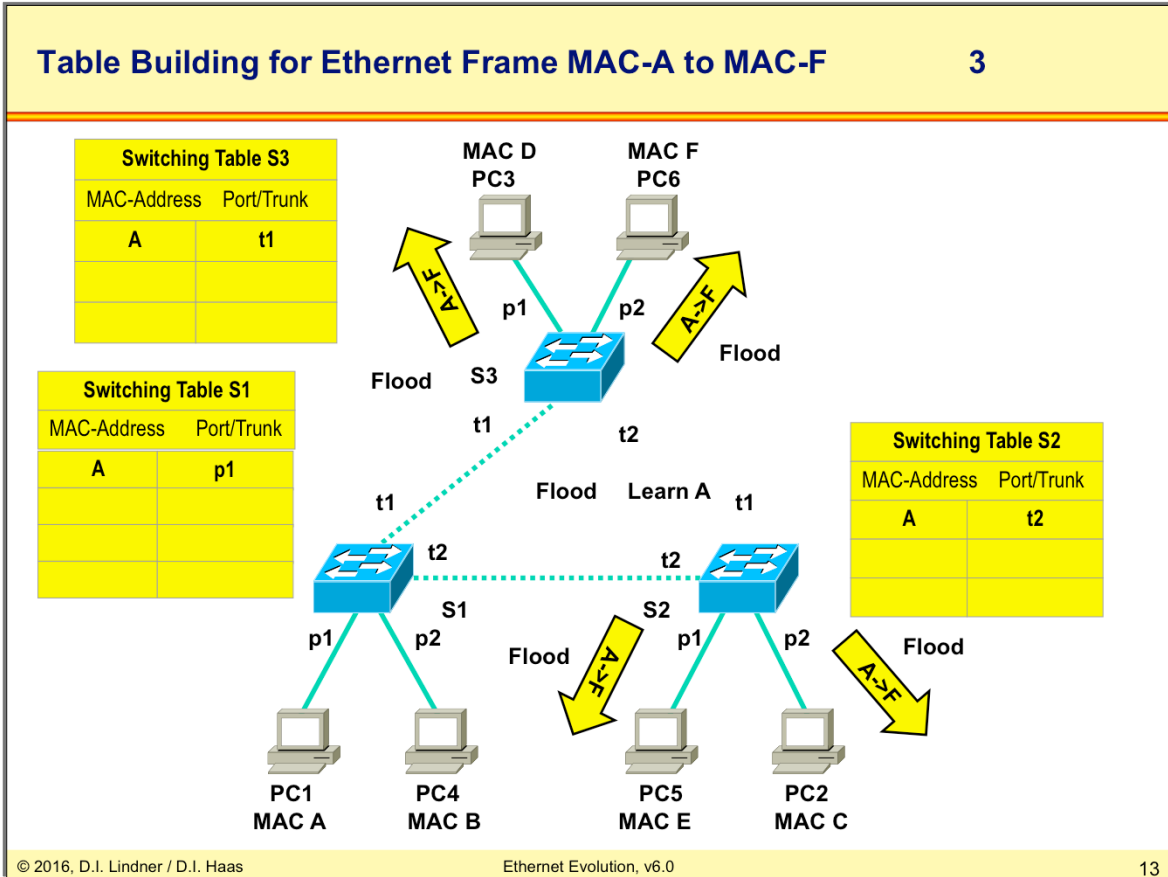 Table Building for Ethernet Frame MAC-A to MAC-F 3
Switching Table S3
MAC-Address Port/Trunk
A t1
MAC D
PC3
MAC F
PC6
A->F
A->F
p1
p2
Flood
Flood
S3
Switching Table S1
MAC-Address Port/Trunk
A p1
t1
t2
Switching Table S2
MAC-Address Port/Trunk
A t2
Flood
Learn A
t1
t1
t2
t2
S1
S2
p1
p2
Flood
A->F
p1
p2
A->F
Flood
PC1
MAC A
PC4
MAC B
PC5
MAC E
PC2
MAC C
© 2016, D.I. Lindner / D.I. Haas
Ethernet Evolution, v6.0
13